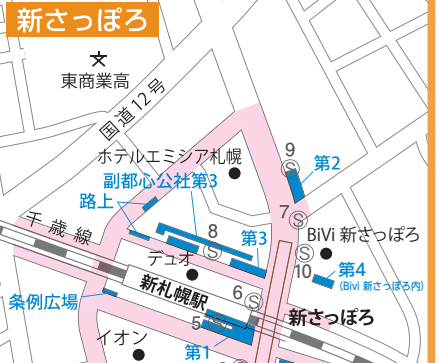 新さっぽろ
東商業高
国道12号
9
ホテルエミシア札幌
第2
副都心公社第3
路上
7
千歳線
8
BiVi 新さっぽろ
第3
デュオ
10
第4
(Bivi 新さっぽろ内)
新札幌駅
条例広場
6
新さっぽろ
5
イオン
第1